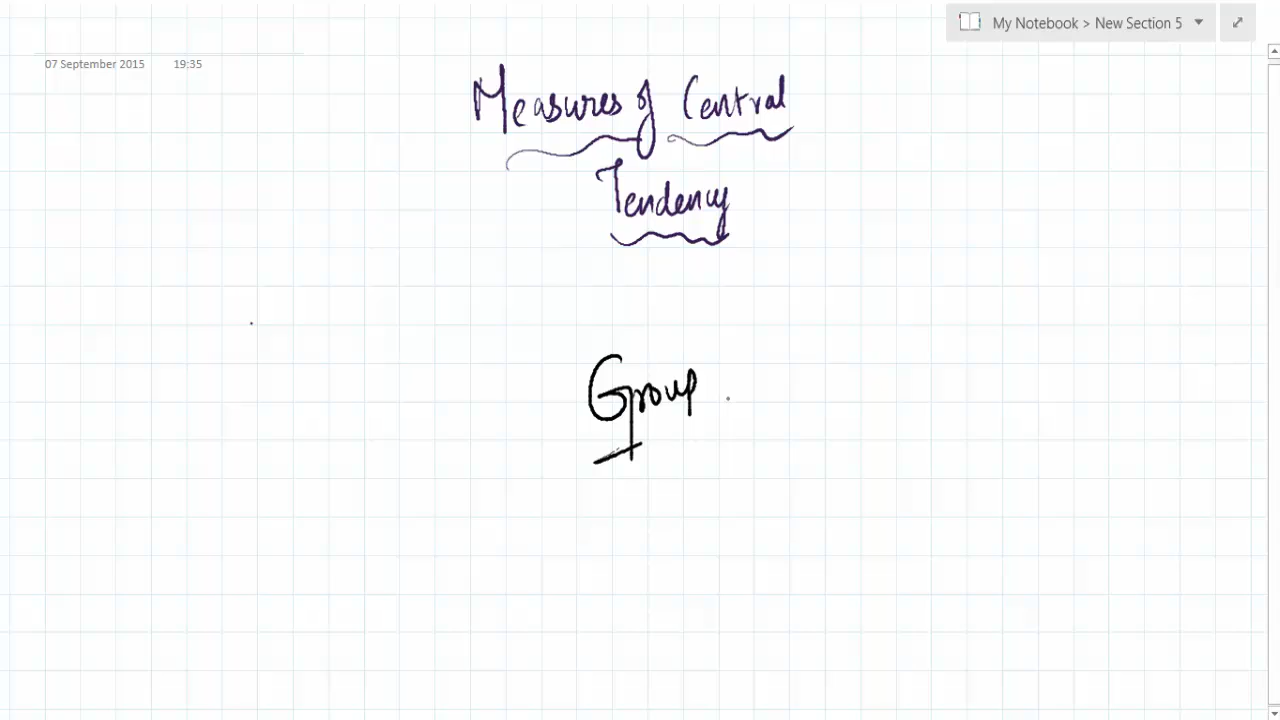 My Notebook > New Section 5
07 September 2015 19:35
Measures of Central
Tendency
Group